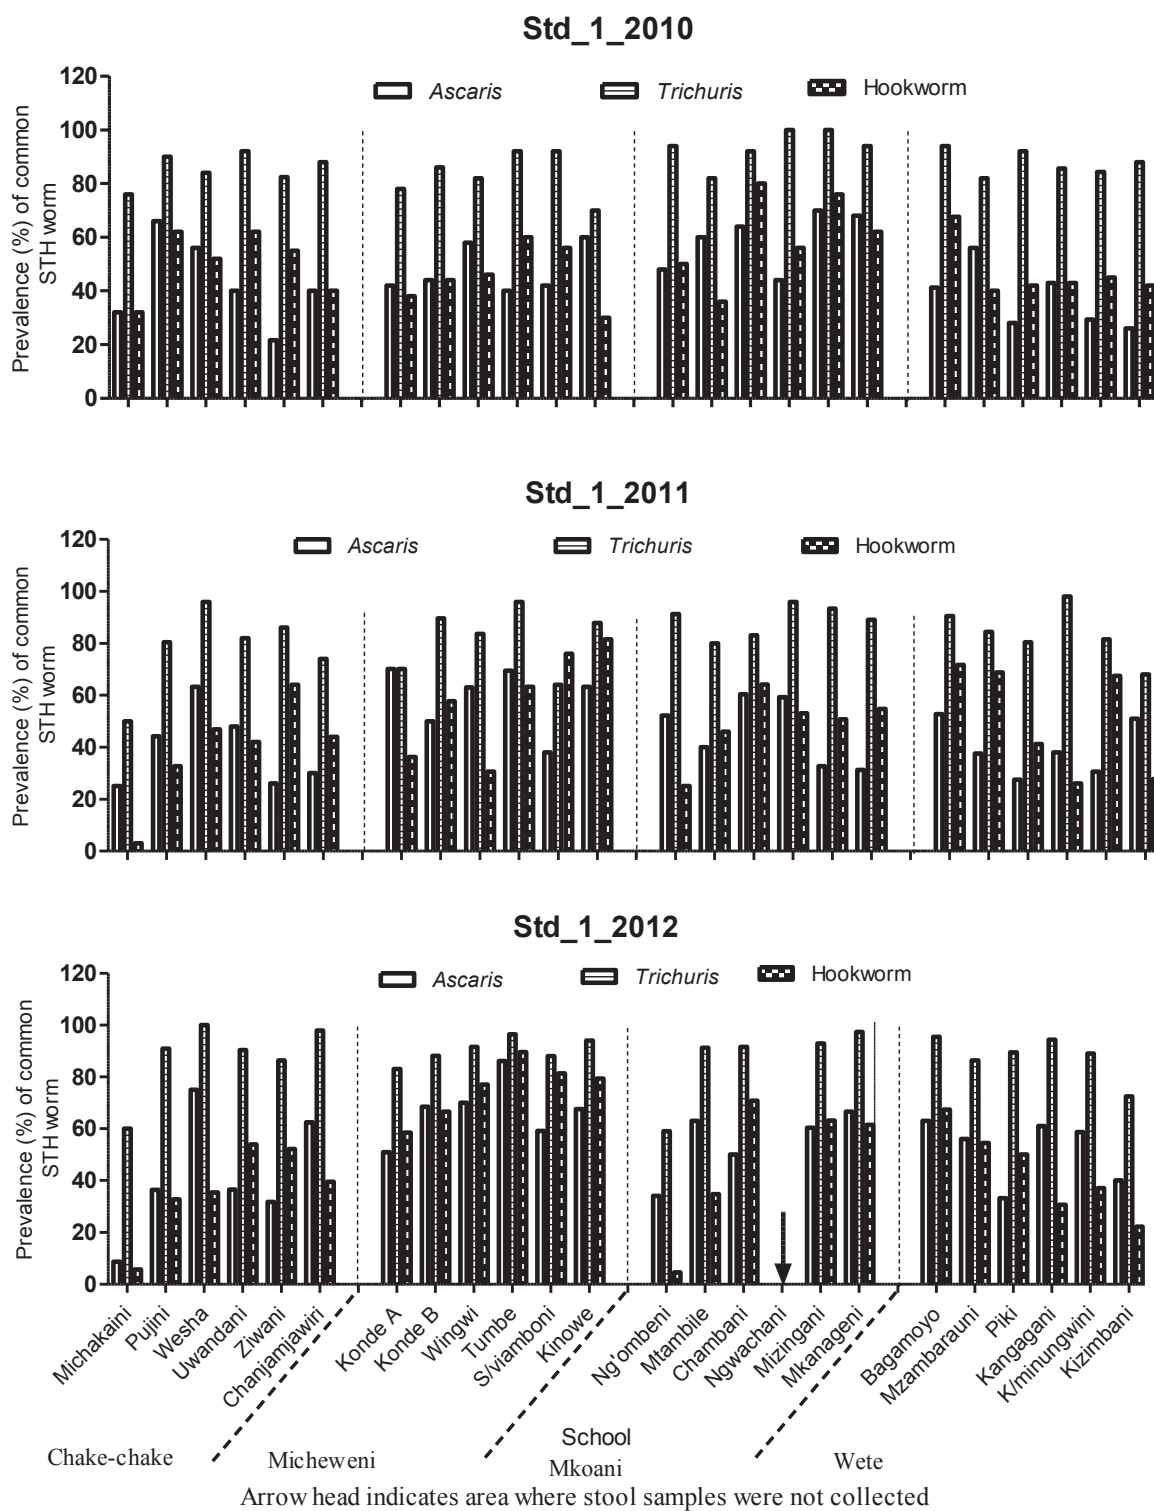 Std_1_2010
Ascaris Trichuris Hookworm
Prevalence (%) of common
STH worm
120
100
80
60
40
20
0
Std_1_2011
Ascaris Trichuris Hookworm
Prevalence (%) of common
STH worm
120
100
80
60
40
20
0
Std_1_2012
Ascaris Trichuris Hookworm
Prevalence (%) of common
STH worm
120
100
80
60
40
20
0
Michakaini
Pujini
Wesha
Uwandani
Ziwani
Chanjamjawiri
Konde A
Konde B
Wingwi
Tumbe
S/viamboni
Kinowe
Ng'ombeni
Mtambile
Chambani
Ngwachani
Mizingani
Mkanageni
Bagamoyo
Mzambarauni
Piki
Kangagani
K/minungwini
Kizimbani
School
Chake-chake Micheweni Mkoani Wete
Arrow head indicates area where stool samples were not collected